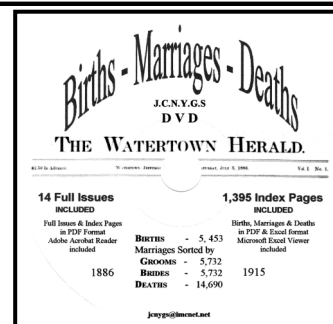 Births - Marriages - Deaths
J.C.N.Y.G.S
D V D
THE WATERTOWN HERALD.
Vol I No. 1.
14 Full Issues
INCLUDED
Full Issues & Index Pages
in PDF Format
Adobe Acrobat Reader
included
1,395 Index Pages
INCLUDED
Births, Marriages & Deaths
in PDF & Excel format
Microsoft Excel Viewer
included
BIRTHS - 5, 453
Marriages Sorted by
GROOMS - 5,732
BRIDES - 5,732
DEATHS - 14,690
1886
1915
jcnygs@imcnet.net